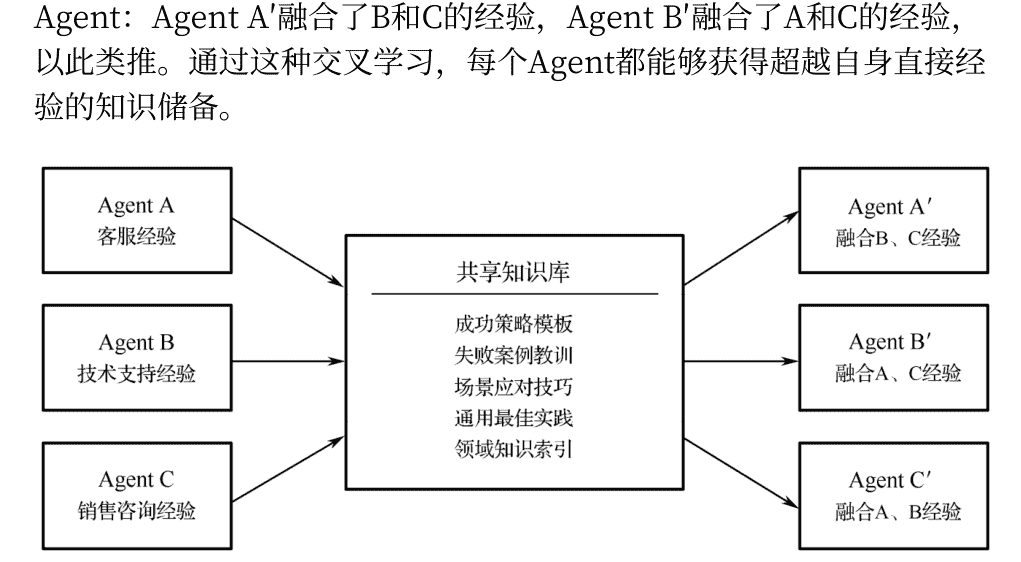 Agent：Agent A'融合了B和C的经验，Agent B'融合了A和C的经验，
以此类推。通过这种交叉学习，每个Agent都能够获得超越自身直接经
验的知识储备。
Agent A
客服经验
Agent B
技术支持经验
Agent C
销售咨询经验
共享知识库
成功策略模板
失败案例教训
场景应对技巧
通用最佳实践
领域知识索引
Agent A′
融合B、C经验
Agent B′
融合A、C经验
Agent C′
融合A、B经验